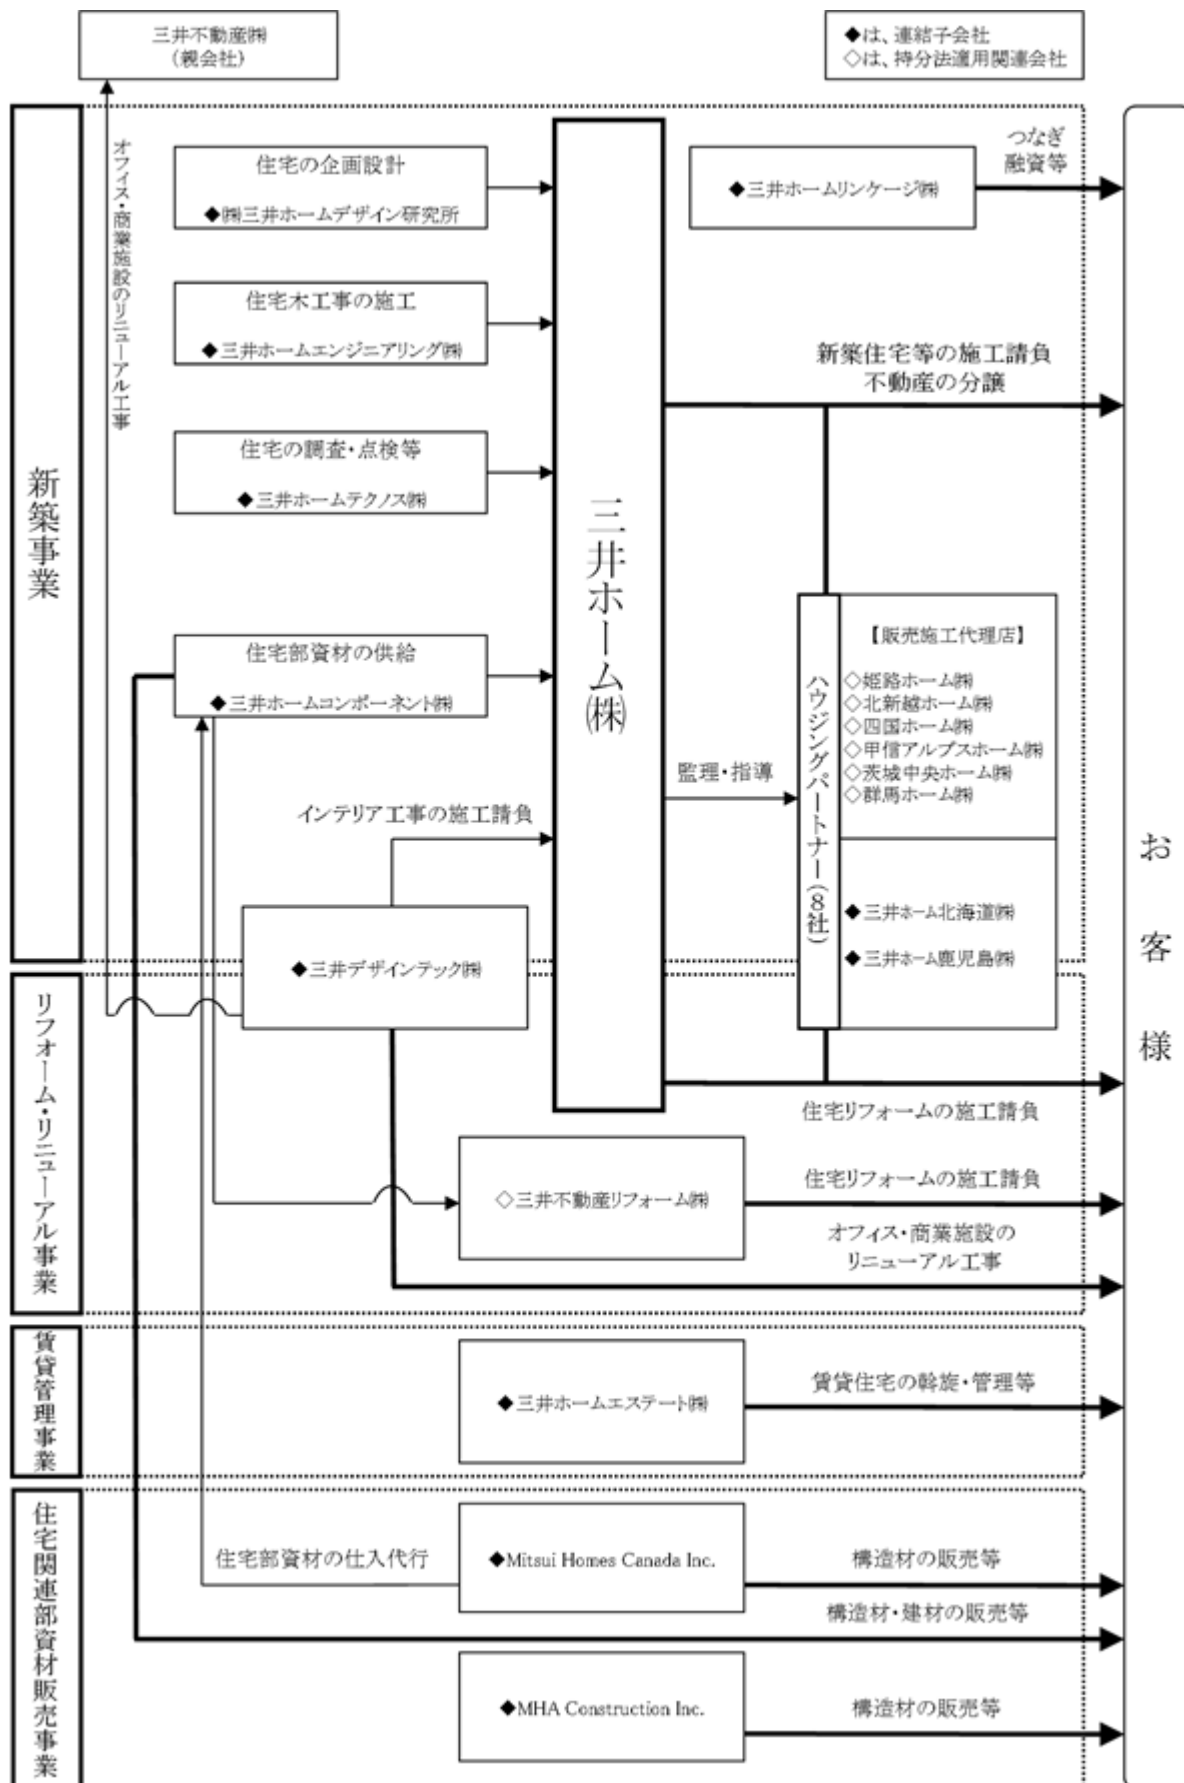 三井不動産㈱
（親会社）
◆は、連結子会社
◇は、持分法適用関連会社
新築事業
オフィス・商業施設のリニューアル工事
住宅の企画設計
◆㈱三井ホームデザイン研究所
住宅木工事の施工
◆三井ホームエンジニアリング㈱
住宅の調査・点検等
◆三井ホームテクノス㈱
住宅部資材の供給
◆三井ホームコンポーネント㈱
インテリア工事の施工請負
◆三井デザインテック㈱
三井ホーム㈱
◆三井ホームリンケージ㈱
つなぎ
融資等
新築住宅等の施工請負
不動産の分譲
監理・指導
ハウジングパートナー（8社）
【販売施工代理店】
◇姫路ホーム㈱
◇北新越ホーム㈱
◇四国ホーム㈱
◇甲信アルプスホーム㈱
◇茨城中央ホーム㈱
◇群馬ホーム㈱
◆三井ホーム北海道㈱
◆三井ホーム鹿児島㈱
お客様
リフォーム・リニューアル事業
住宅リフォームの施工請負
◇三井不動産リフォーム㈱
住宅リフォームの施工請負
オフィス・商業施設の
リニューアル工事
賃貸管理事業
◆三井ホームエステート㈱
賃貸住宅の斡旋・管理等
住宅関連部資材販売事業
住宅部資材の仕入代行
◆Mitsui Homes Canada Inc.
構造材の販売等
構造材・建材の販売等
◆MHA Construction Inc.
構造材の販売等